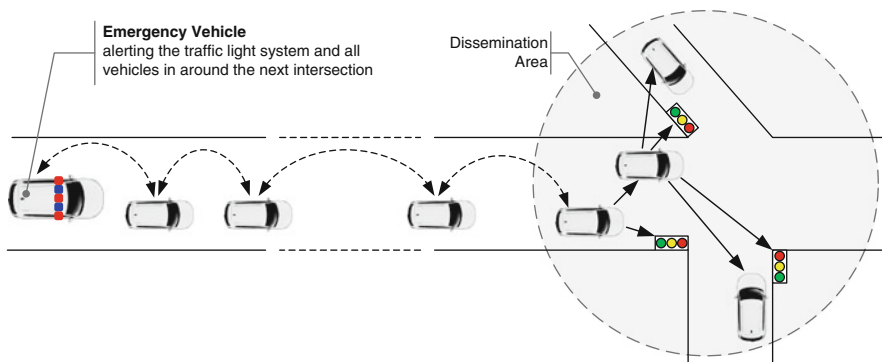 Emergency Vehicle
alerting the traffic light system and all
vehicles in around the next intersection
Dissemination
Area